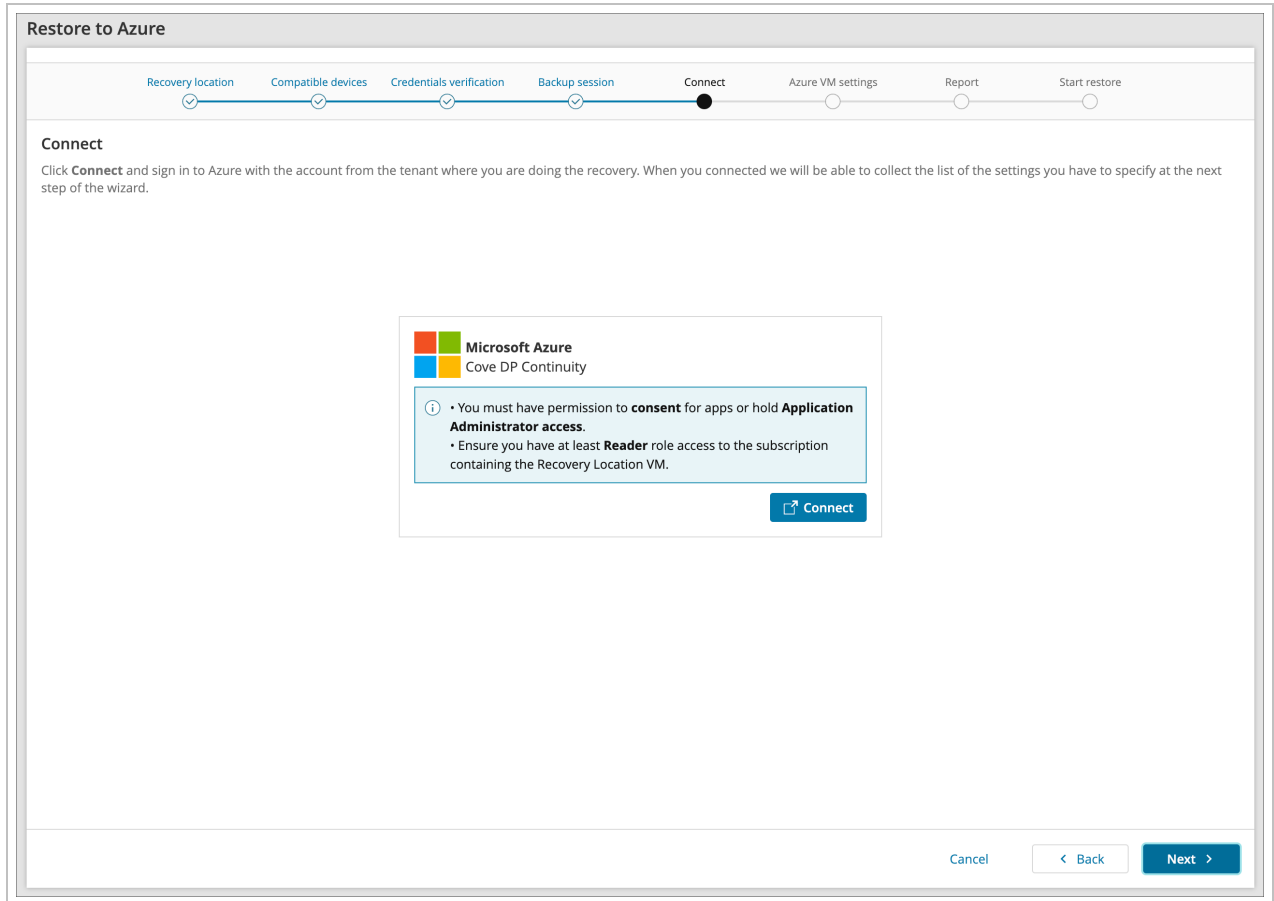 Restore to Azure
Recovery location
Compatible devices
Credentials verification
Backup session
Connect
Azure VM settings
Report
Start restore
Connect
Click Connect and sign in to Azure with the account from the tenant where you are doing the recovery. When you connected we will be able to collect the list of the settings you have to specify at the next
step of the wizard.
Microsoft Azure
Cove DP Continuity
• You must have permission to consent for apps or hold Application
Administrator access.
• Ensure you have at least Reader role access to the subscription
containing the Recovery Location VM.
Connect
Cancel
Back
Next